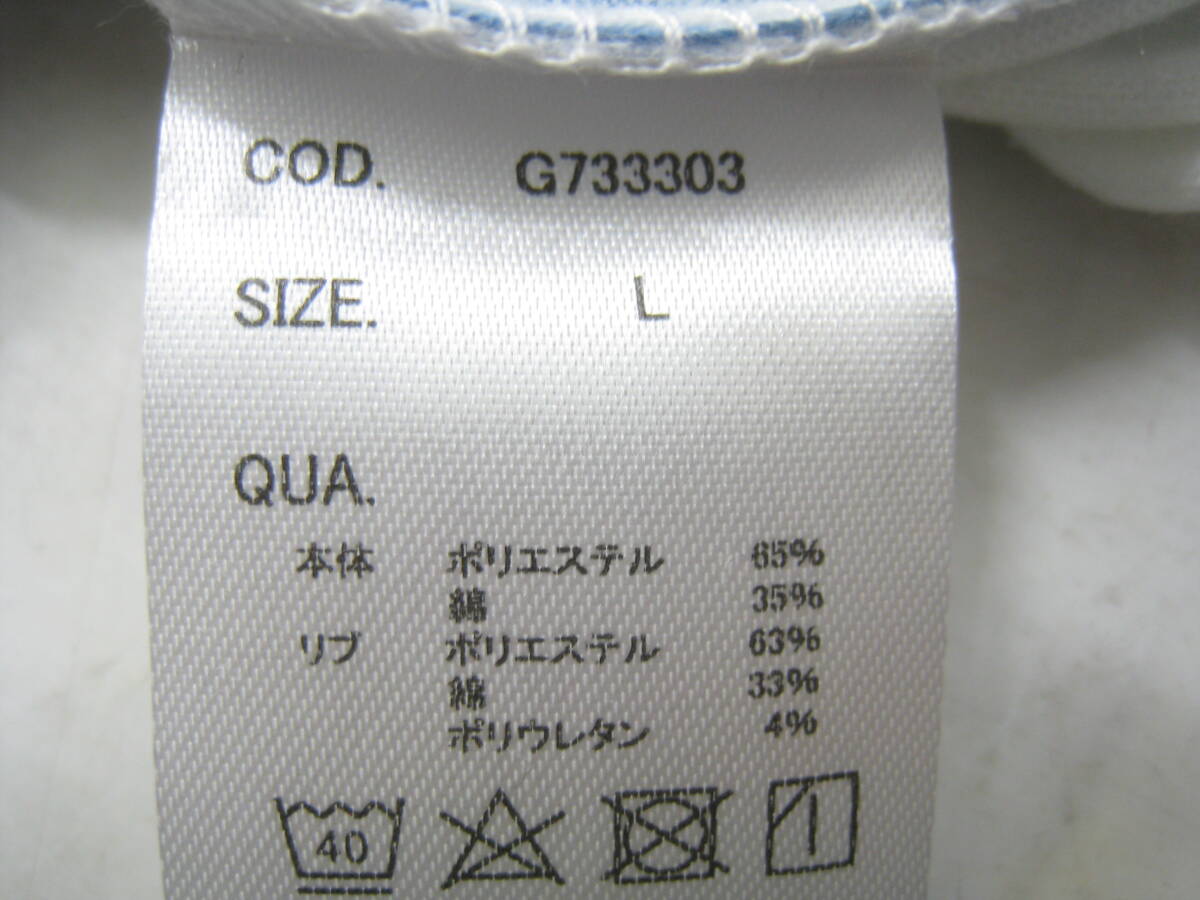 COD. G733303
SIZE. L
QUA.
本体 ポリエステル 65%
綿 35%
リブ ポリエステル 63%
綿 33%
ポリウレタン 4%
40